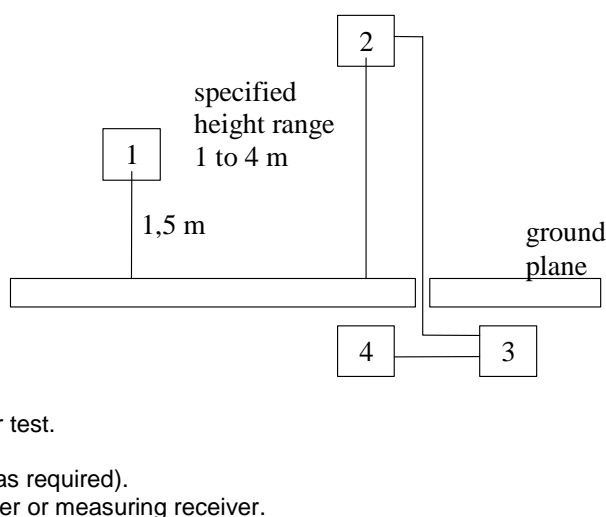 2
specified
height range
1 to 4 m
1
1,5 m
ground
plane
4
3
test.
as required).
er or measuring receiver.